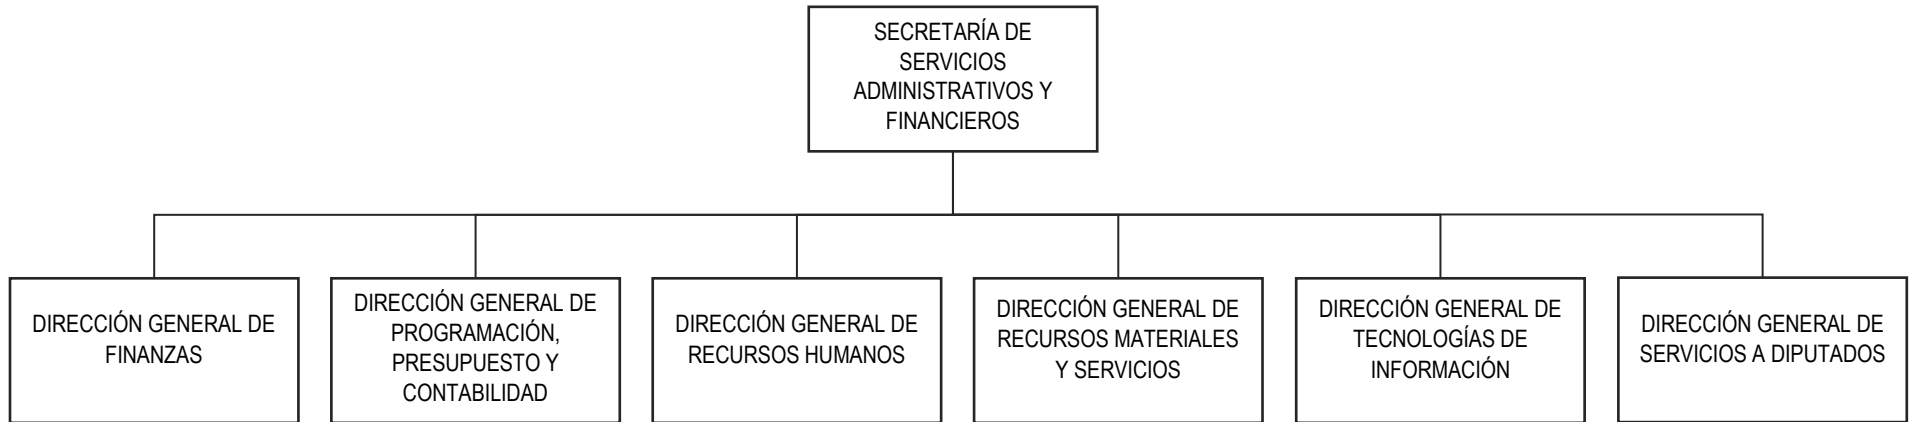 SECRETARÍA DE
SERVICIOS
ADMINISTRATIVOS Y
FINANCIEROS
DIRECCIÓN GENERAL DE
FINANZAS
DIRECCIÓN GENERAL DE
PROGRAMACIÓN,
PRESUPUESTO Y
CONTABILIDAD
DIRECCIÓN GENERAL DE
RECURSOS HUMANOS
DIRECCIÓN GENERAL DE
RECURSOS MATERIALES
Y SERVICIOS
DIRECCIÓN GENERAL DE
TECNOLOGÍAS DE
INFORMACIÓN
DIRECCIÓN GENERAL DE
SERVICIOS A DIPUTADOS